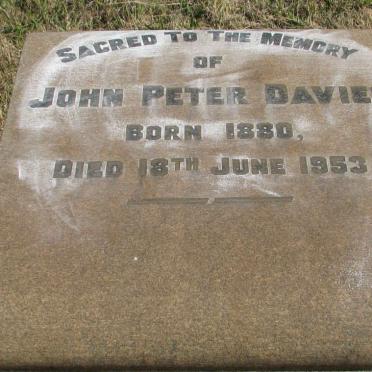 SACRED TO THE MEMORY
OF
JOHN PETER DAVIE
BORN 1880,
DIED 18TH JUNE 1953